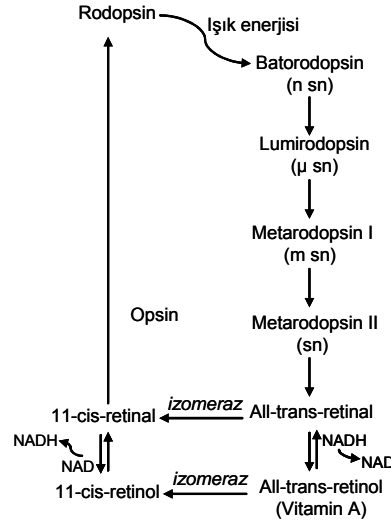 Rodopsin
Işık enerjisi
Batorodopsin
(n sn)
Lumirodopsin
(µ sn)
Metarodopsin I
(m sn)
Metarodopsin II
(sn)
Opsin
11-cis-retinal
izomeraz
All-trans-retinal
NADH
NAD
NADH
NAD
11-cis-retinol
izomeraz
All-trans-retinol
(Vitamin A)